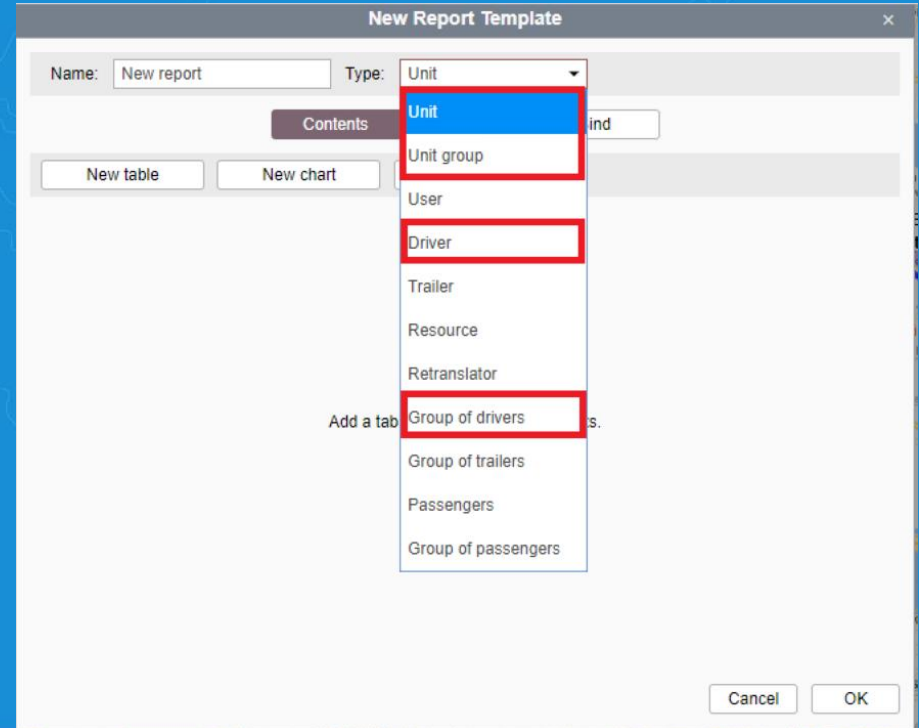 New Report Template ×
Name: New report Type: Unit
Contents ind
Unit
Unit group
New table New chart
User
Driver
Trailer
Resource
Retranslator
Add a tab s.
Group of drivers
Group of trailers
Passengers
Group of passengers
Cancel OK